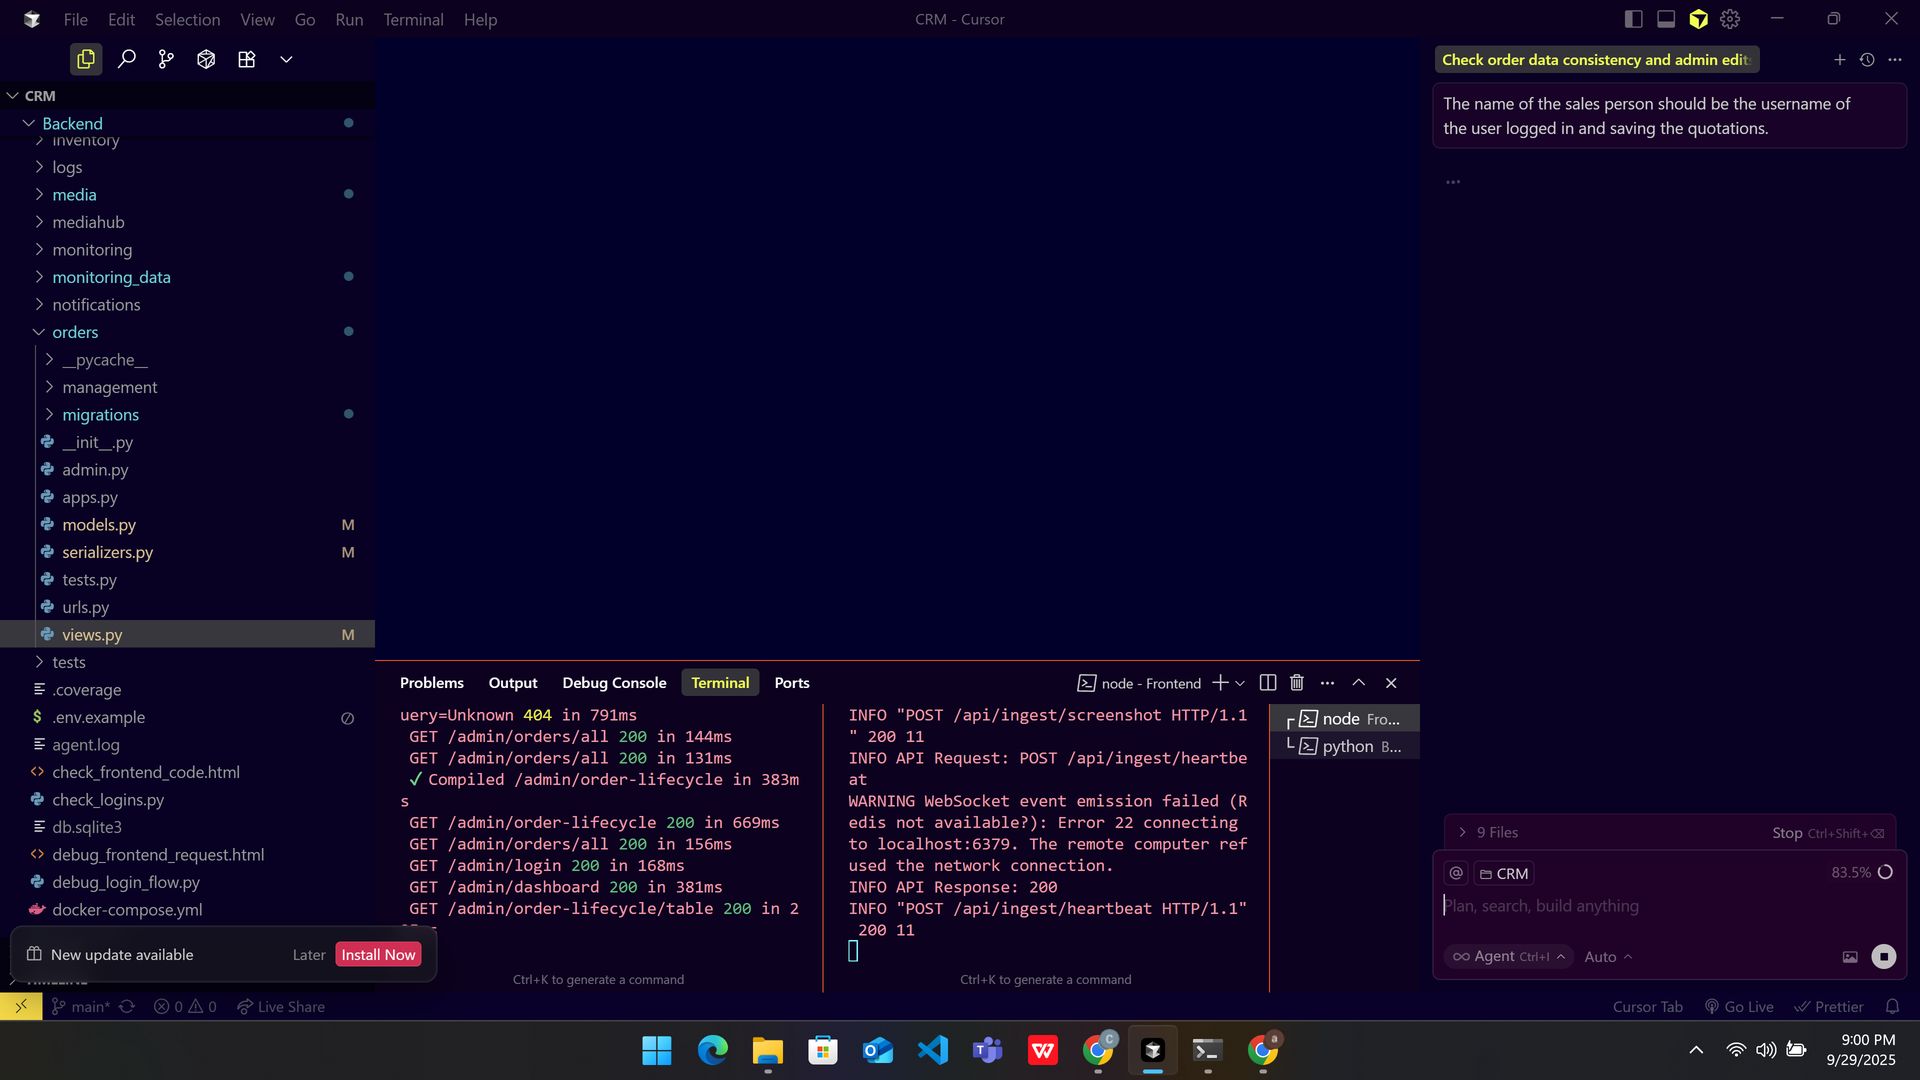 File Edit Selection View Go Run Terminal Help
CRM - Cursor
CRM
Backend
inventory
logs
media
mediahub
monitoring
monitoring_data
notifications
orders
__pycache__
management
migrations
__init__.py
admin.py
apps.py
models.py M
serializers.py M
tests.py
urls.py
views.py M
tests
.coverage
.env.example
agent.log
check_frontend_code.html
check_logins.py
db.sqlite3
debug_frontend_request.html
debug_login_flow.py
docker-compose.yml
New update available Later Install Now
TIMELINE
Problems Output Debug Console Terminal Ports
node - Frontend
uery=Unknown 404 in 791ms
GET /admin/orders/all 200 in 144ms
GET /admin/orders/all 200 in 131ms
✓ Compiled /admin/order-lifecycle in 383m
s
GET /admin/order-lifecycle 200 in 669ms
GET /admin/orders/all 200 in 156ms
GET /admin/login 200 in 168ms
GET /admin/dashboard 200 in 381ms
GET /admin/order-lifecycle/table 200 in 2
Ctrl+K to generate a command
INFO "POST /api/ingest/screenshot HTTP/1.1
" 200 11
INFO API Request: POST /api/ingest/heartbe
at
WARNING WebSocket event emission failed (R
edis not available?): Error 22 connecting
to localhost:6379. The remote computer ref
used the network connection.
INFO API Response: 200
INFO "POST /api/ingest/heartbeat HTTP/1.1"
200 11
Ctrl+K to generate a command
node Fro...
python B...
Check order data consistency and admin edit
The name of the sales person should be the username of
the user logged in and saving the quotations.
...
9 Files Stop Ctrl+Shift+⌫
@ CRM 83.5%
Plan, search, build anything
Agent Ctrl+I Auto
main* 0 0 Live Share
Cursor Tab Go Live Prettier
9:00 PM
9/29/2025